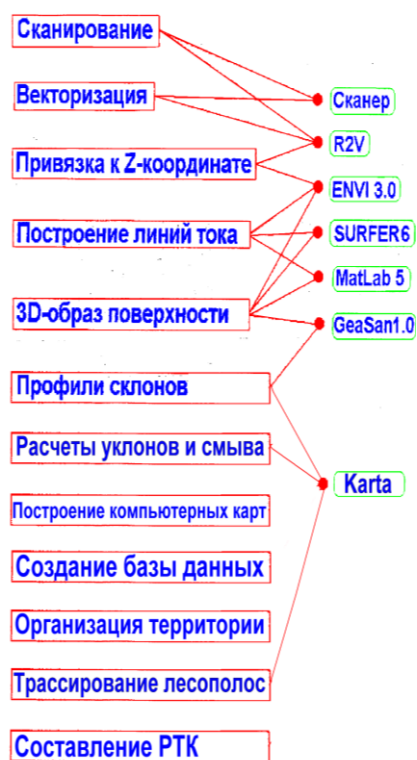 Сканирование
Векторизация
Сканер
R2V
Привязка к Z-координате
ENVI 3.0
Построение линий тока
SURFER6
MatLab 5
3D-образ поверхности
GeaSan1.0
Профили склонов
Расчеты уклонов и смыва
Karta
Построение компьютерных карт
Создание базы данных
Организация территории
Трассирование лесополос
Составление РТК